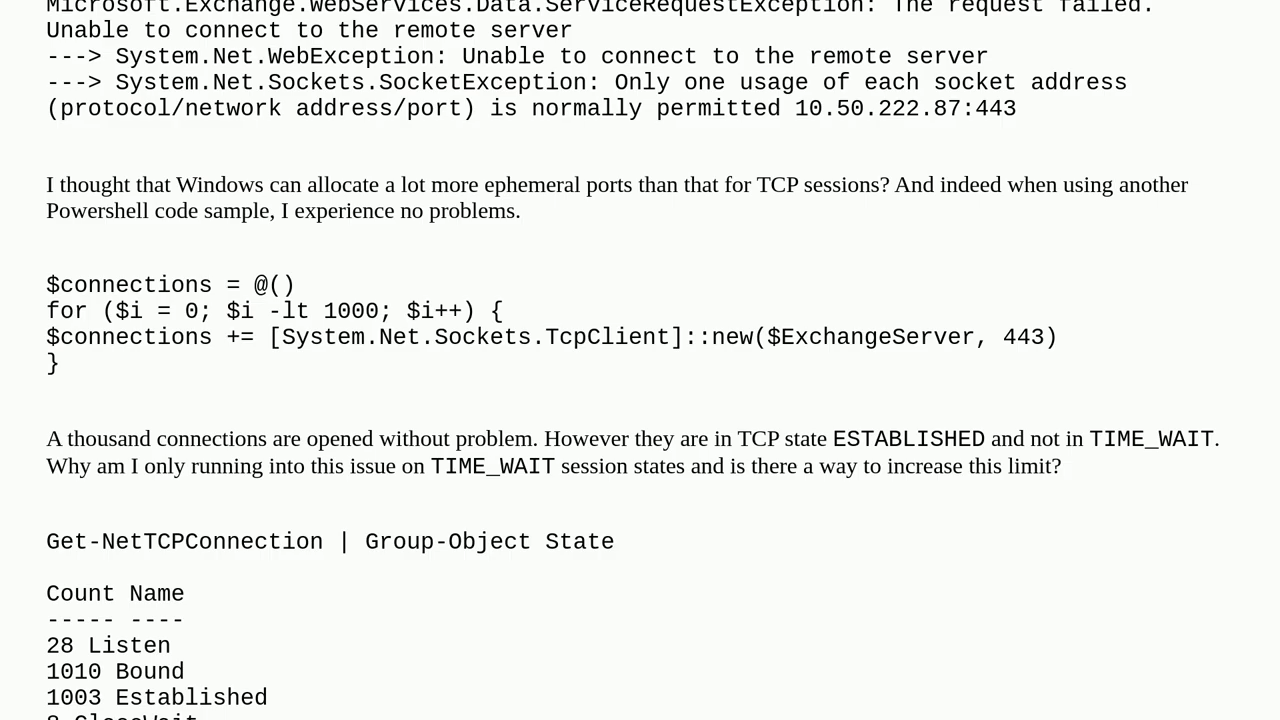 Microsoft.Exchange.WebServices.Data.ServiceRequestException: The request failed.
Unable to connect to the remote server
---> System.Net.WebException: Unable to connect to the remote server
---> System.Net.Sockets.SocketException: Only one usage of each socket address
(protocol/network address/port) is normally permitted 10.50.222.87:443
I thought that Windows can allocate a lot more ephemeral ports than that for TCP sessions? And indeed when using another
Powershell code sample, I experience no problems.
$connections = @()
for ($i = 0; $i -lt 1000; $i++) {
$connections += [System.Net.Sockets.TcpClient]::new($ExchangeServer, 443)
}
A thousand connections are opened without problem. However they are in TCP state ESTABLISHED and not in TIME_WAIT.
Why am I only running into this issue on TIME_WAIT session states and is there a way to increase this limit?
Get-NetTCPConnection | Group-Object State
Count Name
----- ----
28 Listen
1010 Bound
1003 Established
8 CloseWait